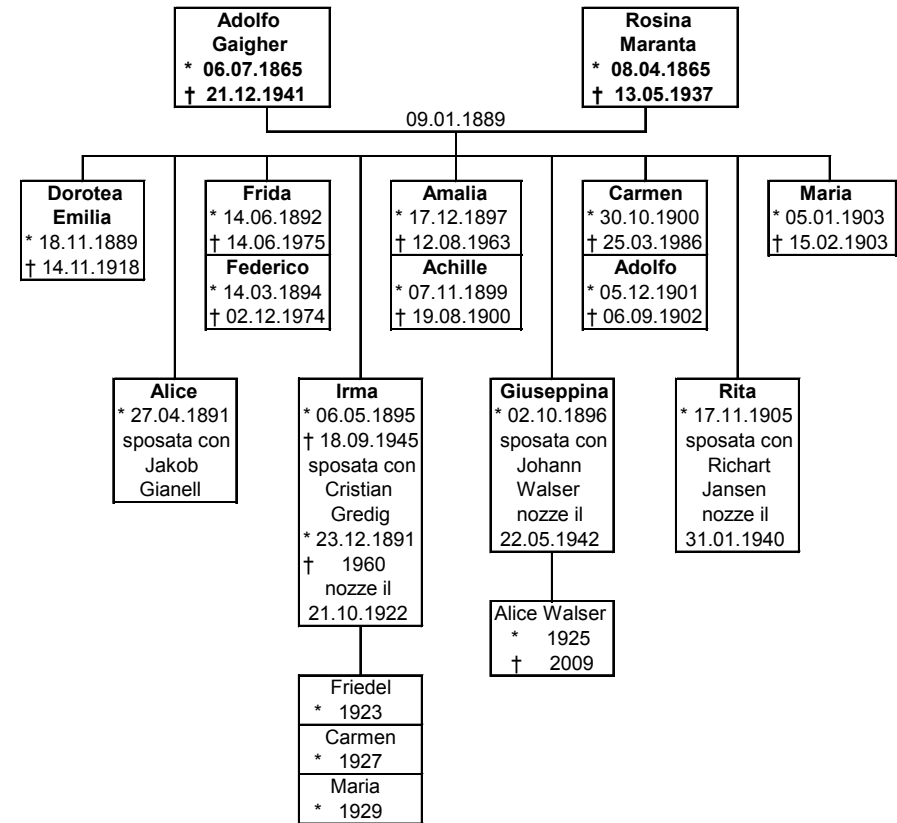 Adolfo
Gaigher
* 06.07.1865
† 21.12.1941
Rosina
Maranta
* 08.04.1865
† 13.05.1937
09.01.1889
Dorotea
Emilia
* 18.11.1889
† 14.11.1918
Frida
* 14.06.1892
† 14.06.1975
Federico
* 14.03.1894
† 02.12.1974
Amalia
* 17.12.1897
† 12.08.1963
Achille
* 07.11.1899
† 19.08.1900
Carmen
* 30.10.1900
† 25.03.1986
Adolfo
* 05.12.1901
† 06.09.1902
Maria
* 05.01.1903
† 15.02.1903
Alice
* 27.04.1891
sposata con
Jakob
Gianell
Irma
* 06.05.1895
† 18.09.1945
sposata con
Cristian
Gredig
* 23.12.1891
† 1960
nozze il
21.10.1922
Giuseppina
* 02.10.1896
sposata con
Johann
Walser
nozze il
22.05.1942
Rita
* 17.11.1905
sposata con
Richart
Jansen
nozze il
31.01.1940
Alice Walser
* 1925
† 2009
Friedel
* 1923
Carmen
* 1927
Maria
* 1929